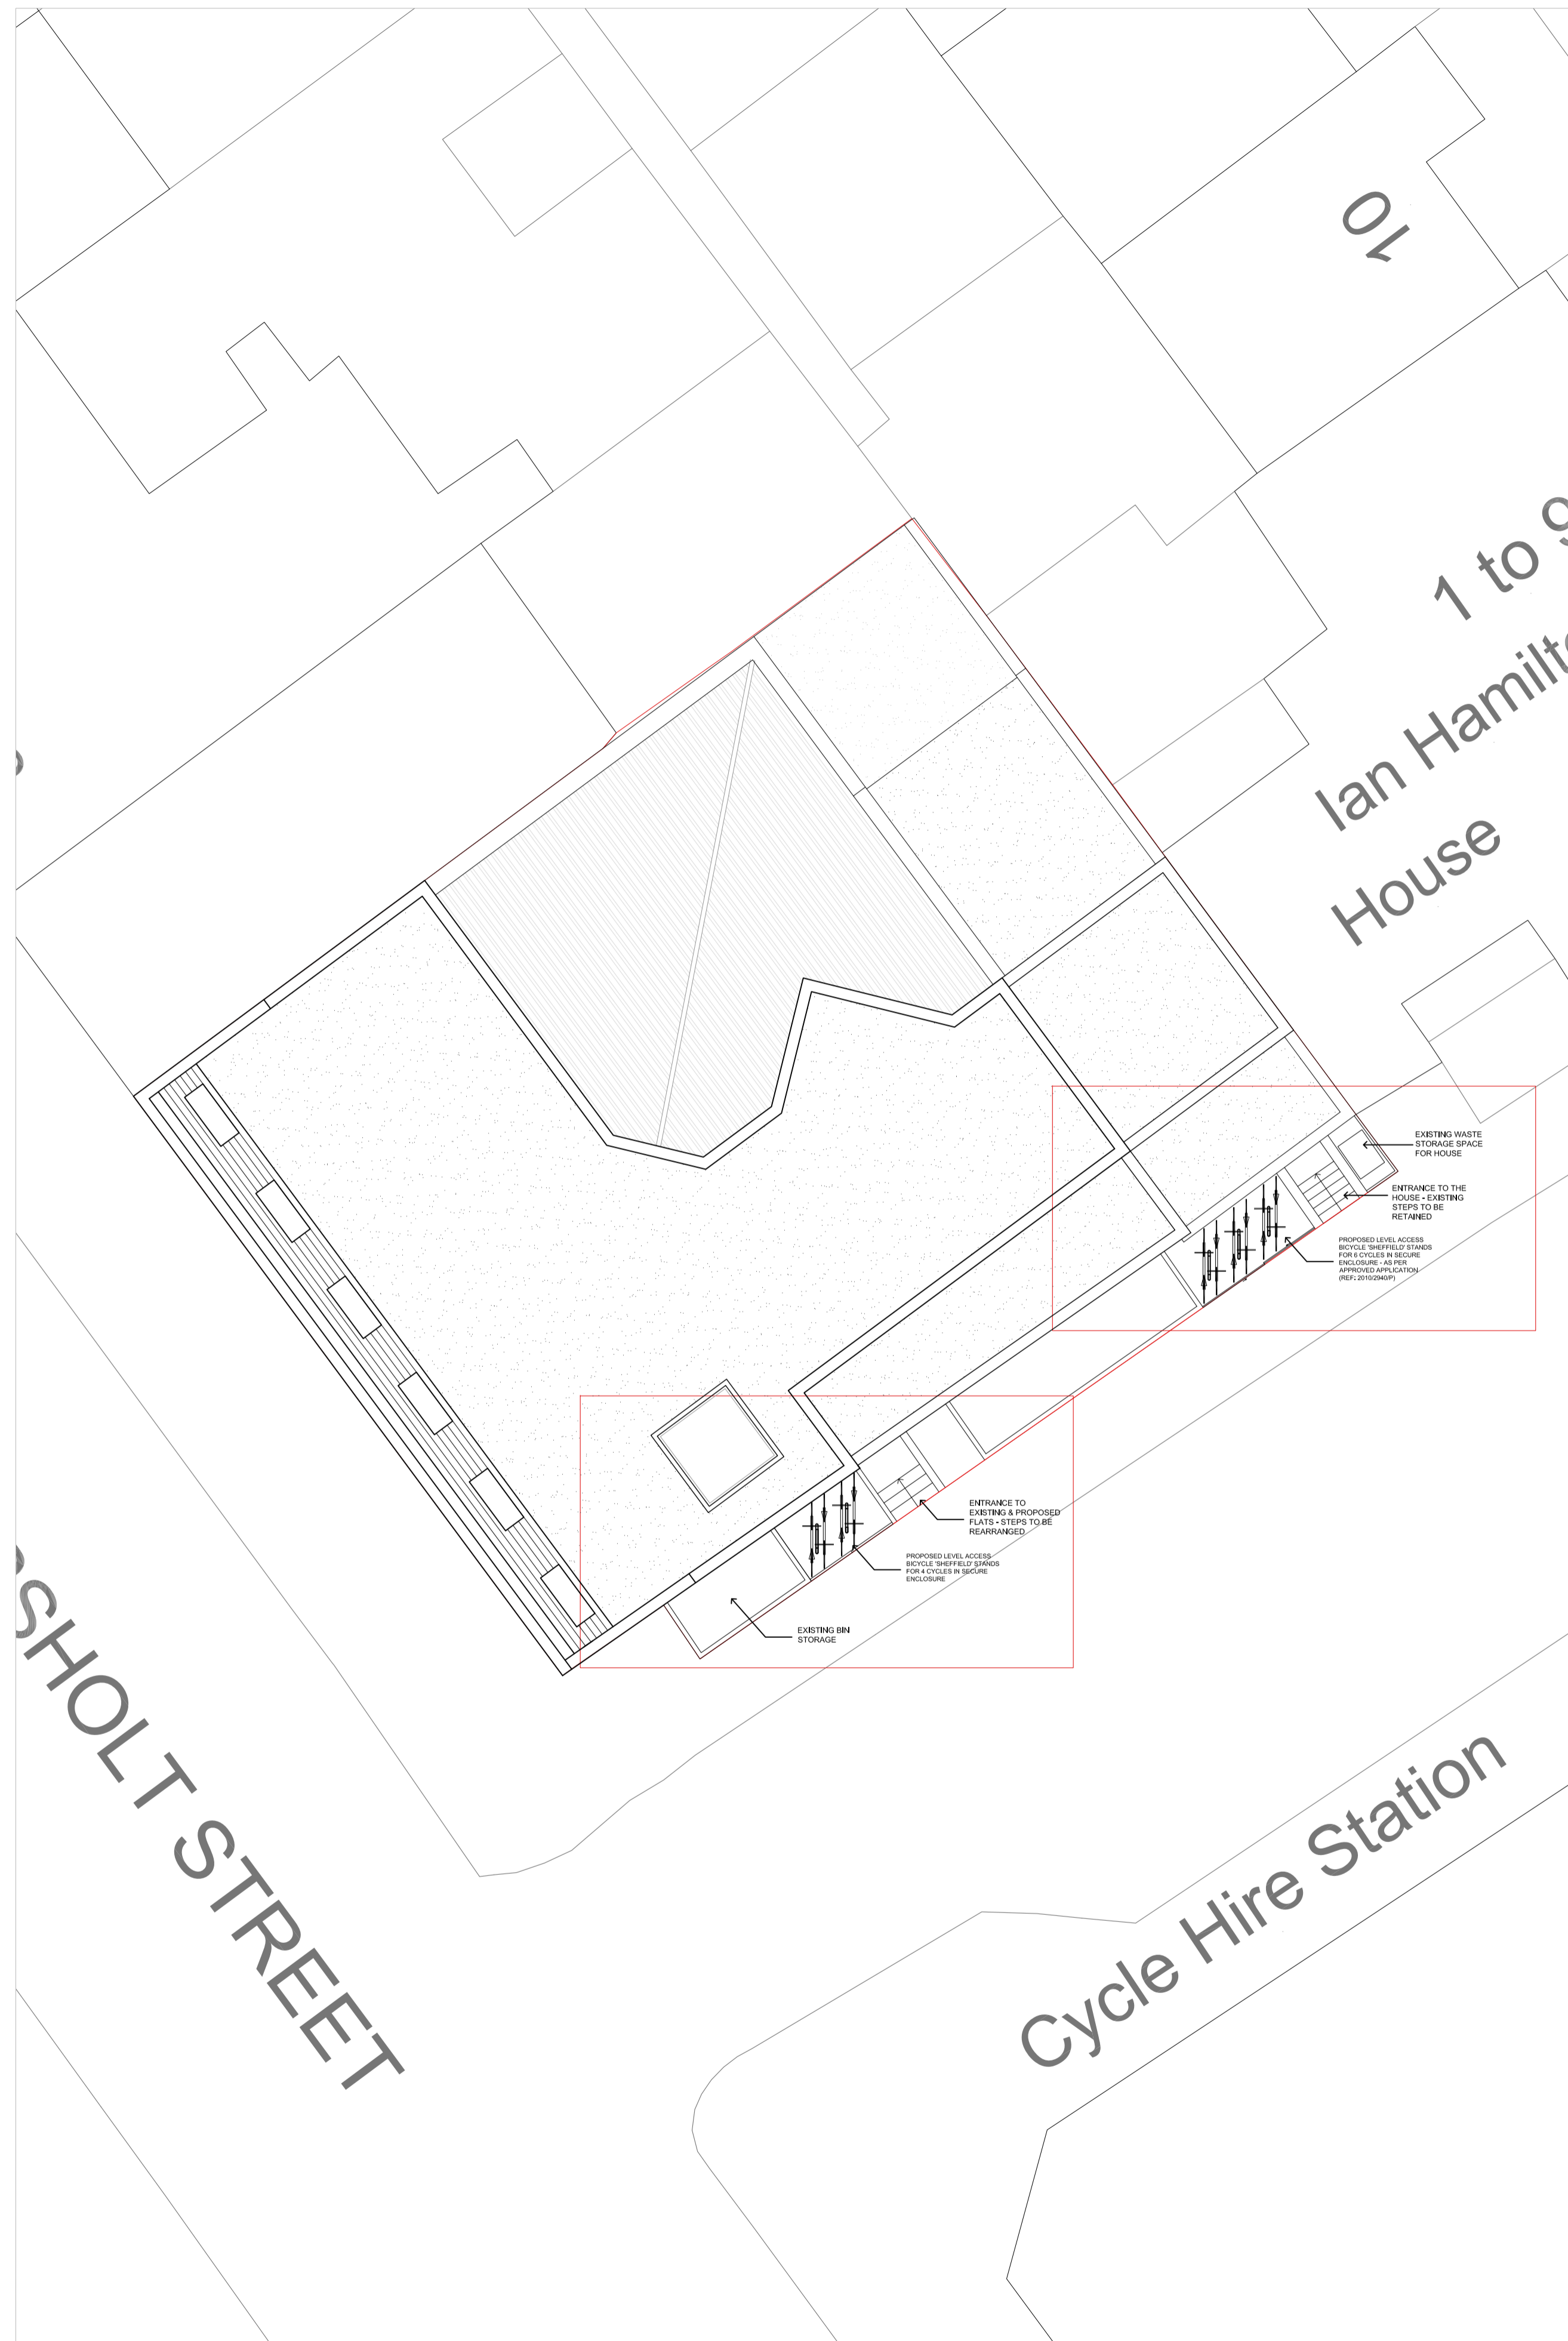 10
1 to 9
Ian Hamilto
House
EXISTING WASTE
STORAGE SPACE
FOR HOUSE
ENTRANCE TO THE
HOUSE - EXISTING
STEPS TO BE
RETAINED
PROPOSED LEVEL ACCESS
BICYCLE 'SHEFFIELD' STANDS
FOR 6 CYCLES IN SECURE
ENCLOSURE - AS PER
APPROVED APPLICATION
(REF: 2010/2940/P)
ENTRANCE TO
EXISTING & PROPOSED
FLATS - STEPS TO BE
REARRANGED
PROPOSED LEVEL ACCESS
BICYCLE 'SHEFFIELD' STANDS
FOR 4 CYCLES IN SECURE
ENCLOSURE
EXISTING BIN
STORAGE
SHOLT STREET
Cycle Hire Station